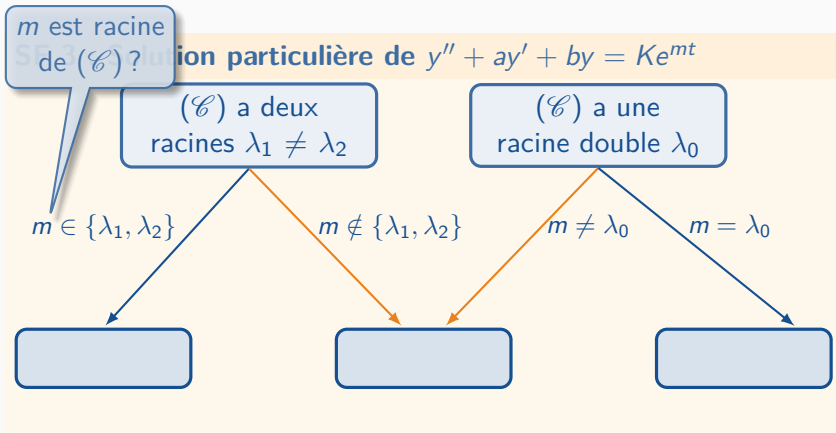 m est racine
de (𝒞) ?
SF 3 Solution particulière de y″ + ay′ + by = Ke^{mt}
(𝒞) a deux
racines λ₁ ≠ λ₂
(𝒞) a une
racine double λ₀
m ∈ {λ₁, λ₂}
m ∉ {λ₁, λ₂}
m ≠ λ₀
m = λ₀